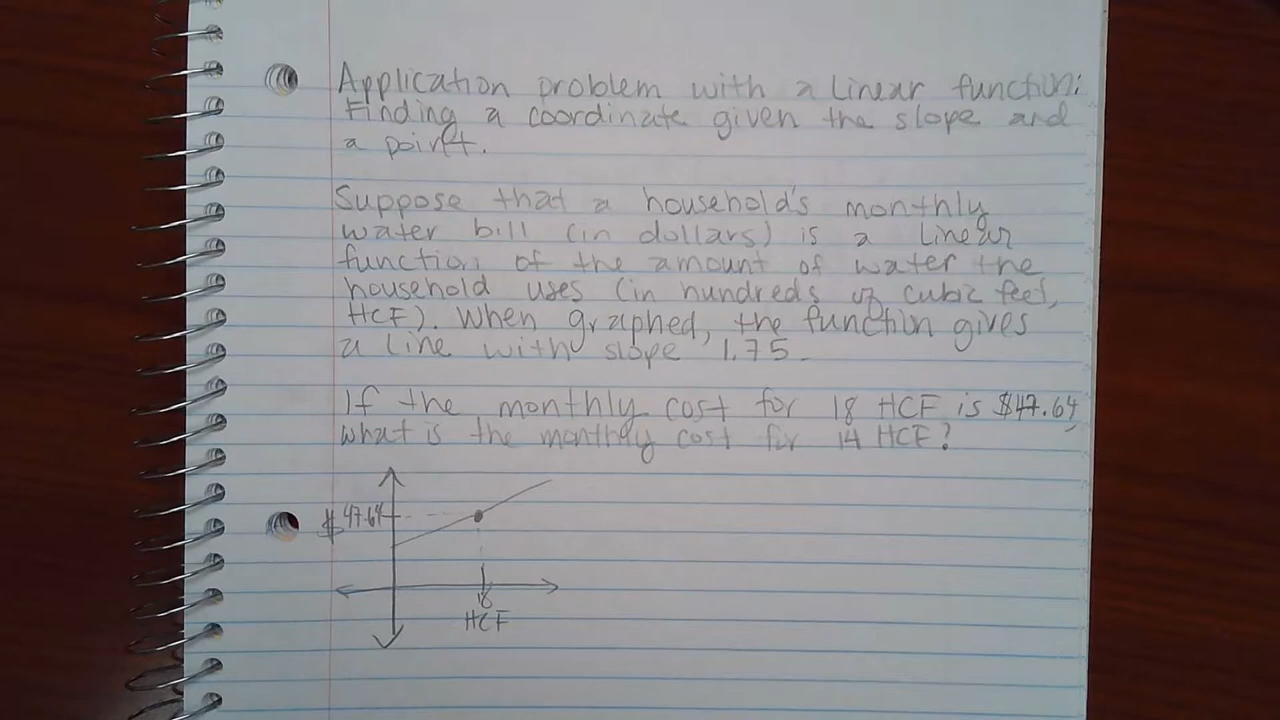 Application problem with a linear function:
Finding a coordinate given the slope and
a point.
Suppose that a household's monthly
water bill (in dollars) is a linear
function of the amount of water the
household uses (in hundreds of cubic feet,
HCF). When graphed, the function gives
a line with slope 1.75.
If the monthly cost for 18 HCF is $47.64,
what is the monthly cost for 14 HCF?
$47.64
18
HCF